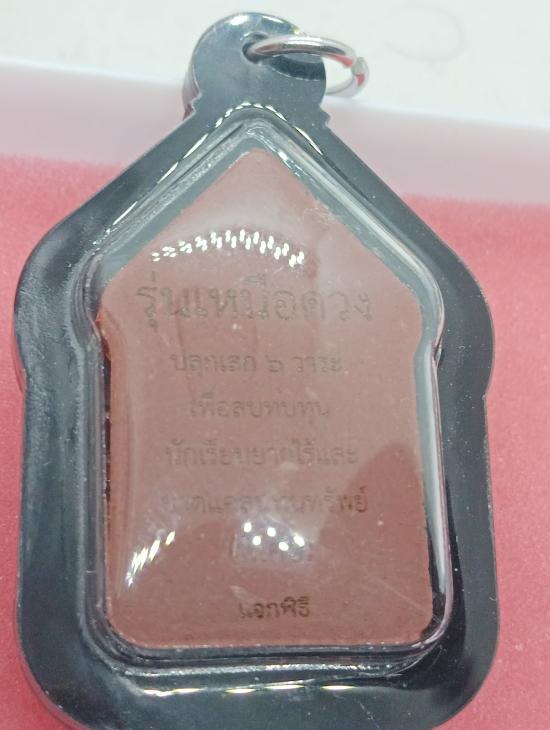 รุ่นเหนือดวง
ปลุกเสก ๖ วาระ
เพื่อสมทบทุน
นักเรียนยากไร้และ
ขาดแคลนทุนทรัพย์
แจกพิธี